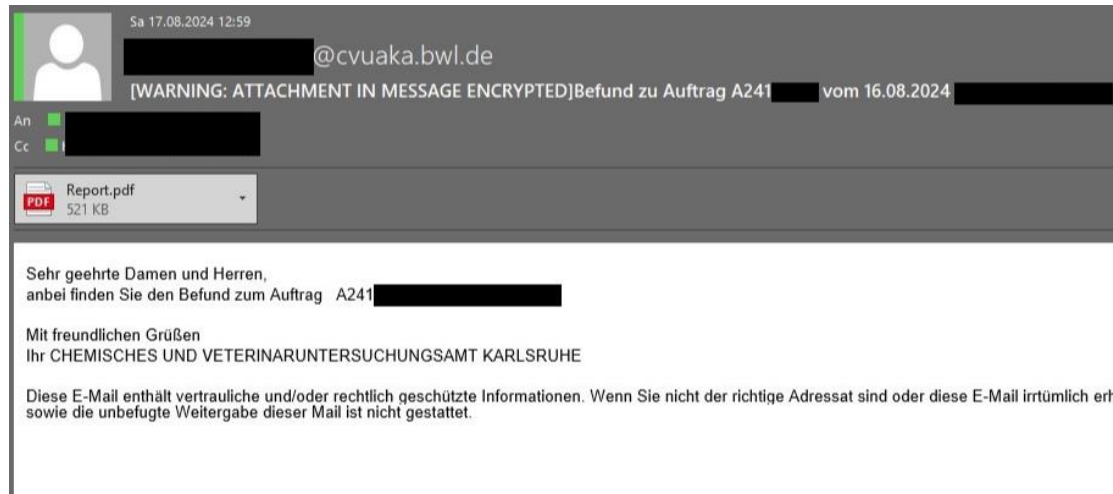 Sa 17.08.2024 12:59
@cvuaka.bwl.de
[WARNING: ATTACHMENT IN MESSAGE ENCRYPTED]Befund zu Auftrag A241 vom 16.08.2024
An
Cc
PDF
Report.pdf
521 KB
Sehr geehrte Damen und Herren,
anbei finden Sie den Befund zum Auftrag A241
Mit freundlichen Grüßen
Ihr CHEMISCHES UND VETERINARUNTERSUCHUNGSAMT KARLSRUHE
Diese E-Mail enthält vertrauliche und/oder rechtlich geschützte Informationen. Wenn Sie nicht der richtige Adressat sind oder diese E-Mail irrtümlich
sowie die unbefugte Weitergabe dieser Mail ist nicht gestattet.